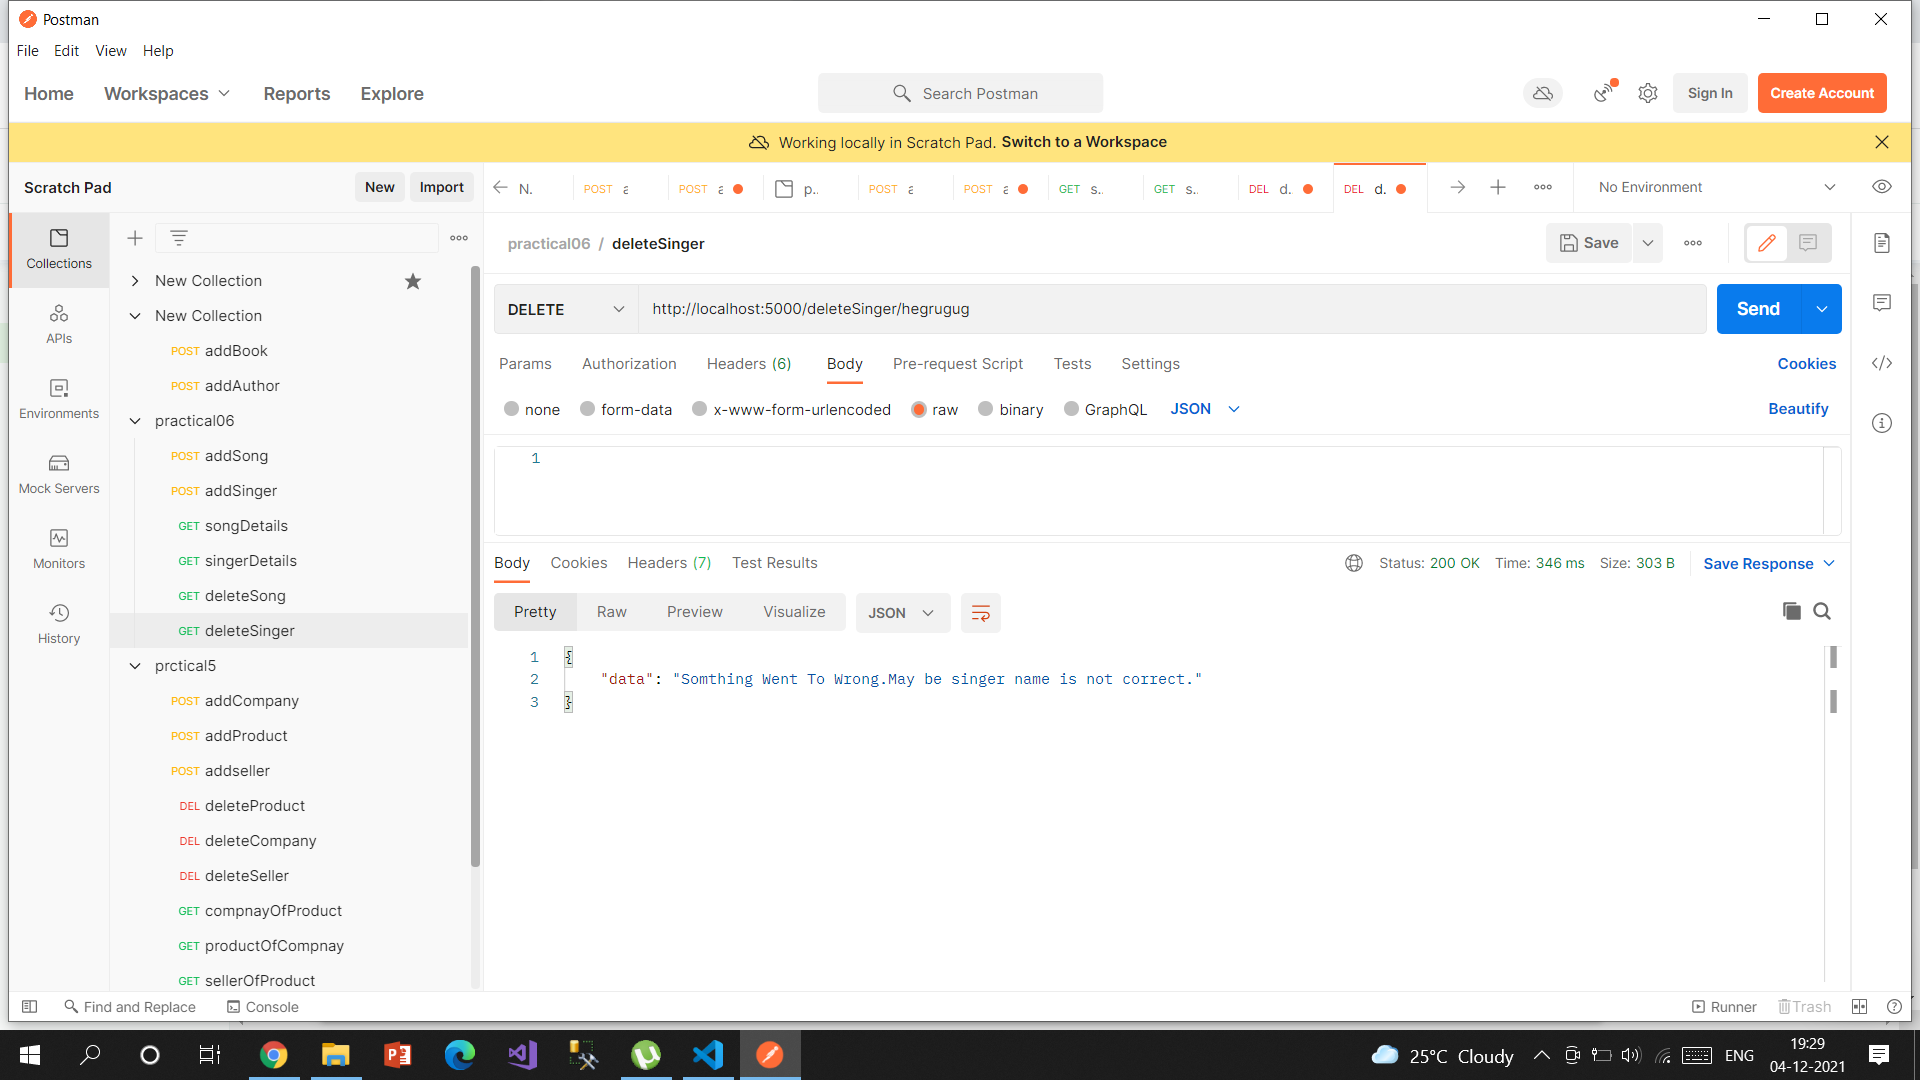 Postman
File Edit View Help
Home Workspaces Reports Explore Search Postman Sign In Create Account
Working locally in Scratch Pad. Switch to a Workspace
Scratch Pad New Import
N. POST a POST a p.. POST a POST a GET s.. GET s.. DEL d. DEL d. No Environment
Collections
APIs
Environments
Mock Servers
Monitors
History
New Collection
New Collection
POST addBook
POST addAuthor
practical06
POST addSong
POST addSinger
GET songDetails
GET singerDetails
GET deleteSong
GET deleteSinger
prctical5
POST addCompany
POST addProduct
POST addseller
DEL deleteProduct
DEL deleteCompany
DEL deleteSeller
GET compnayOfProduct
GET productOfCompnay
GET sellerOfProduct
practical06 / deleteSinger Save
DELETE http://localhost:5000/deleteSinger/hegrugug Send
Params Authorization Headers (6) Body Pre-request Script Tests Settings Cookies
none form-data x-www-form-urlencoded raw binary GraphQL JSON Beautify
1
Body Cookies Headers (7) Test Results Status: 200 OK Time: 346 ms Size: 303 B Save Response
Pretty Raw Preview Visualize JSON
1 {
2 "data": "Somthing Went To Wrong.May be singer name is not correct."
3 }
Find and Replace Console Runner Trash
25°C Cloudy ENG 19:29
04-12-2021